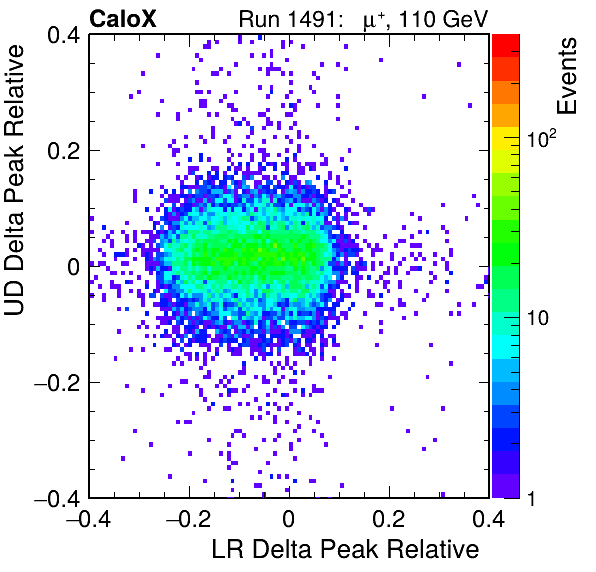 CaloX Run 1491: μ⁺, 110 GeV
UD Delta Peak Relative
0.4
0.2
0
−0.2
−0.4
−0.4 −0.2 0 0.2 0.4
LR Delta Peak Relative
Events
10²
10
1